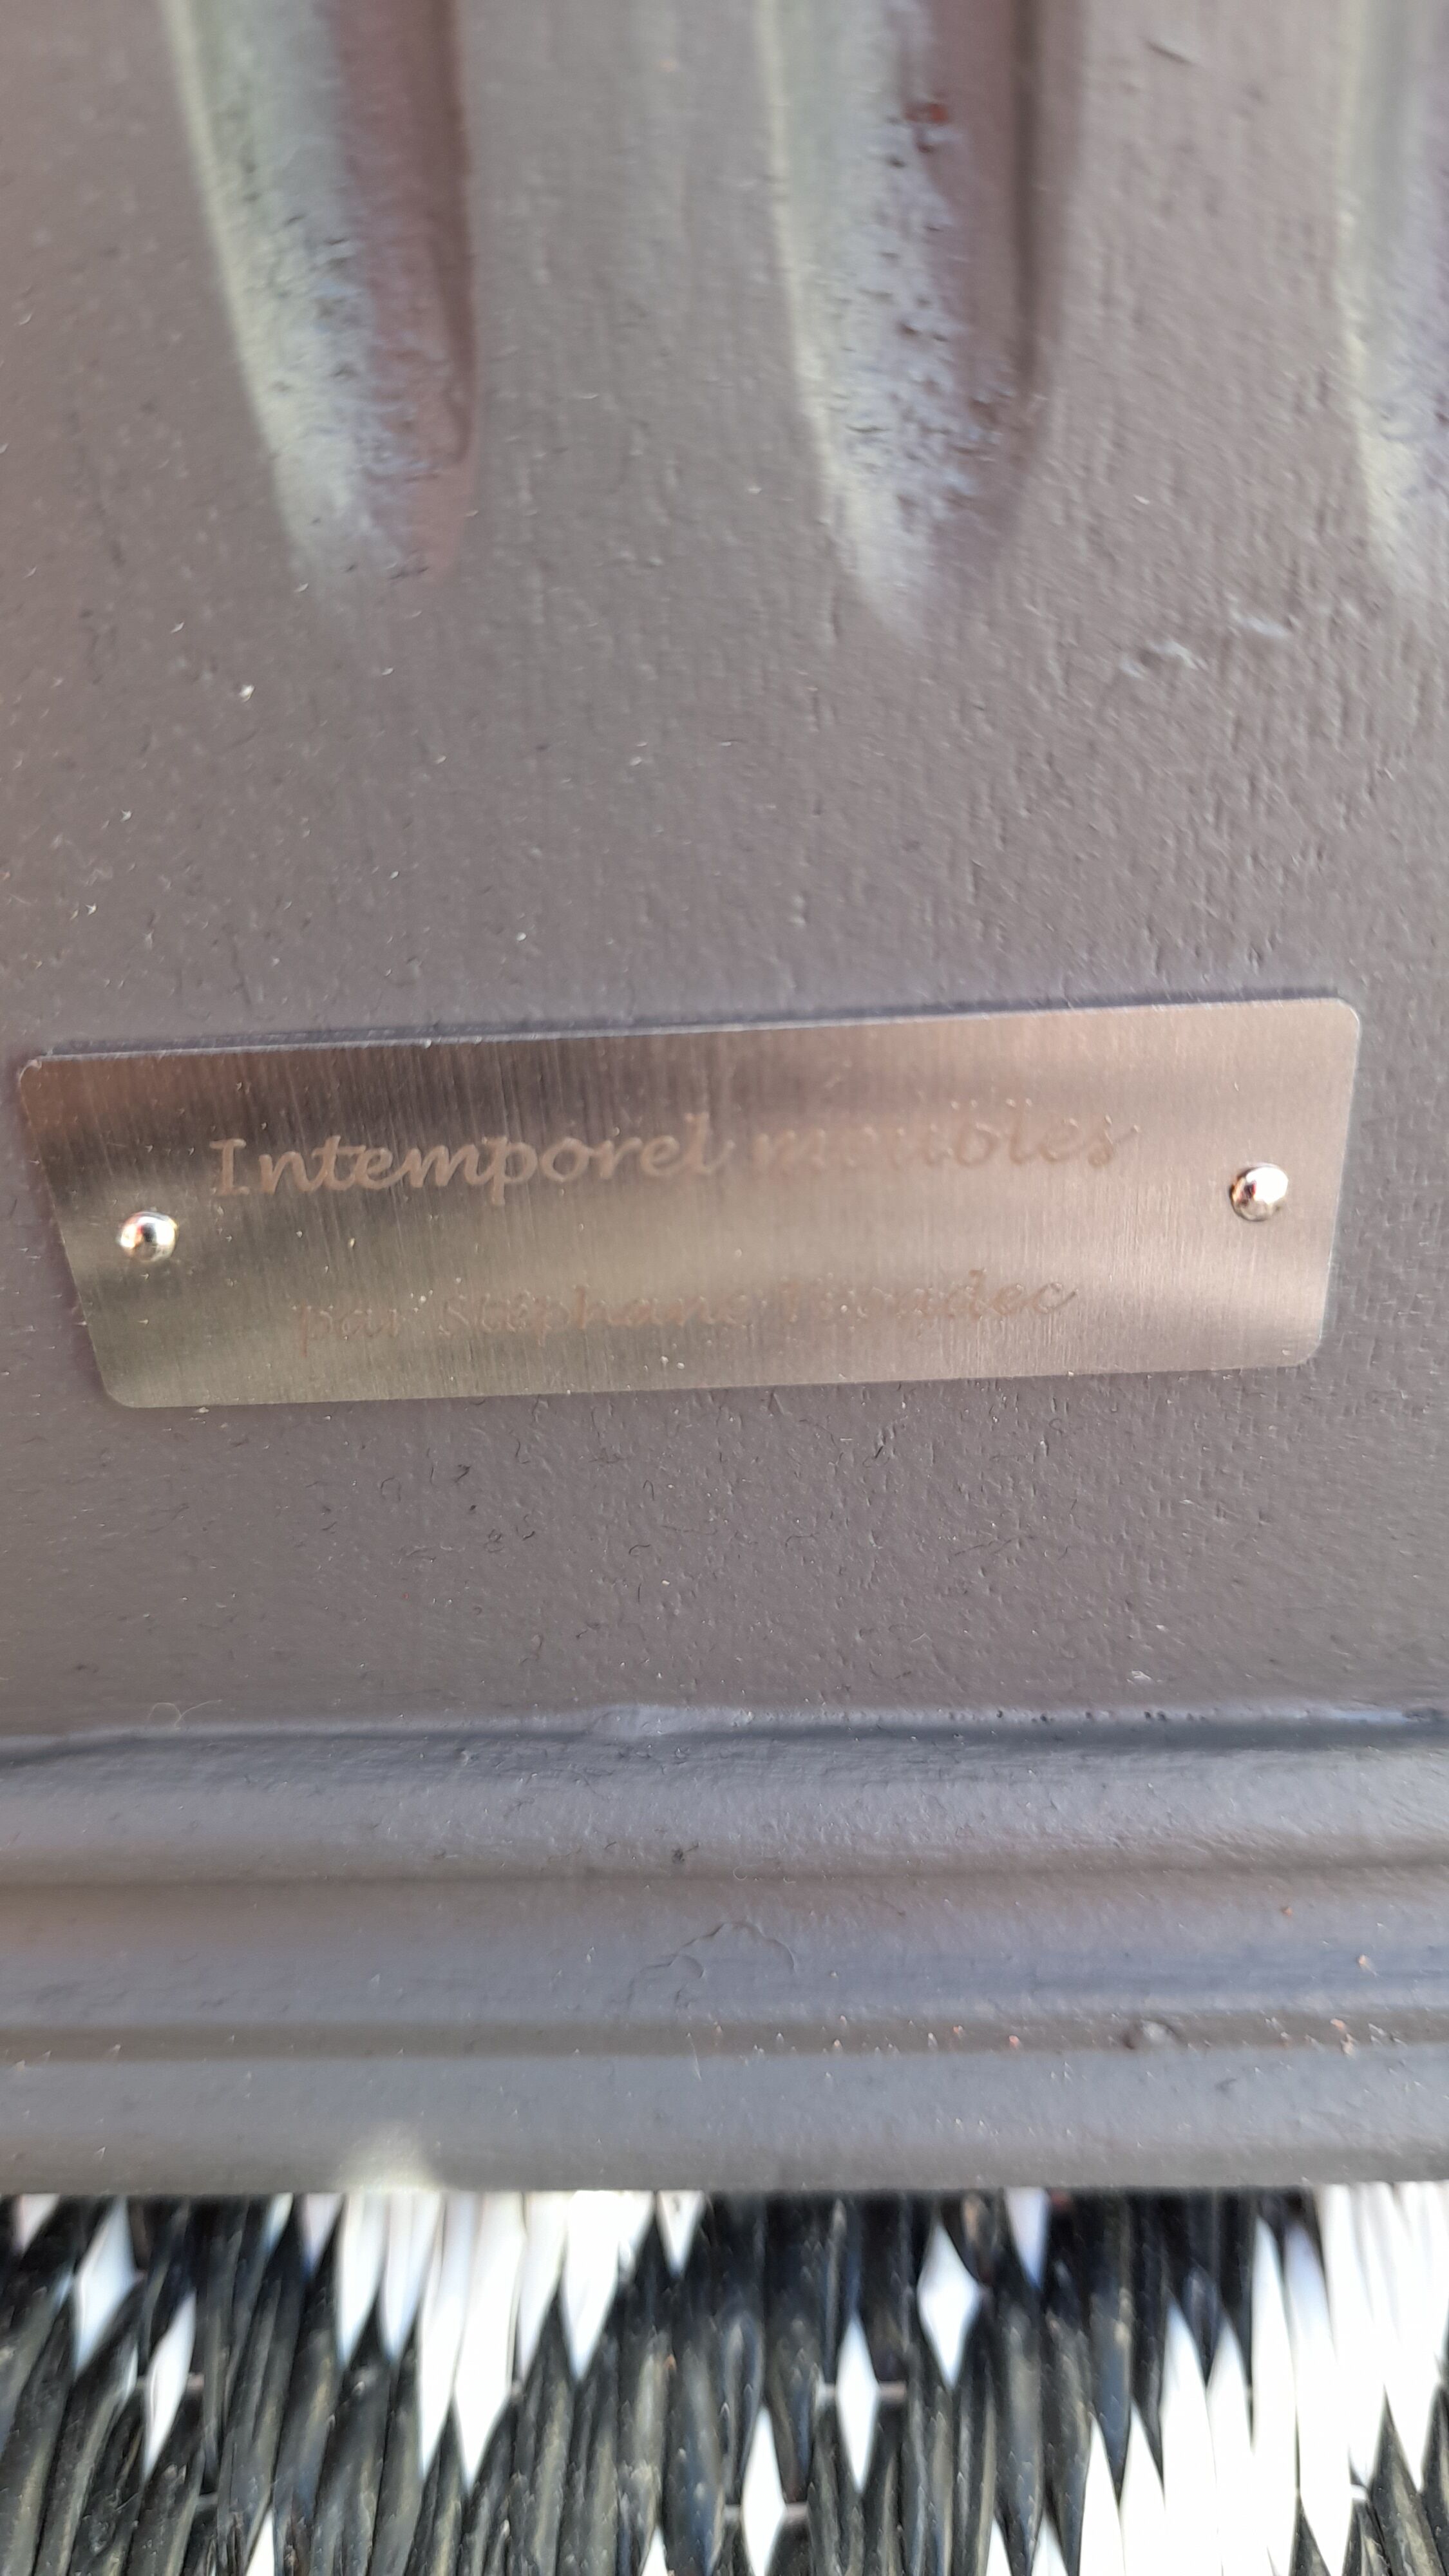 Intemporel meubles
par Stéphane